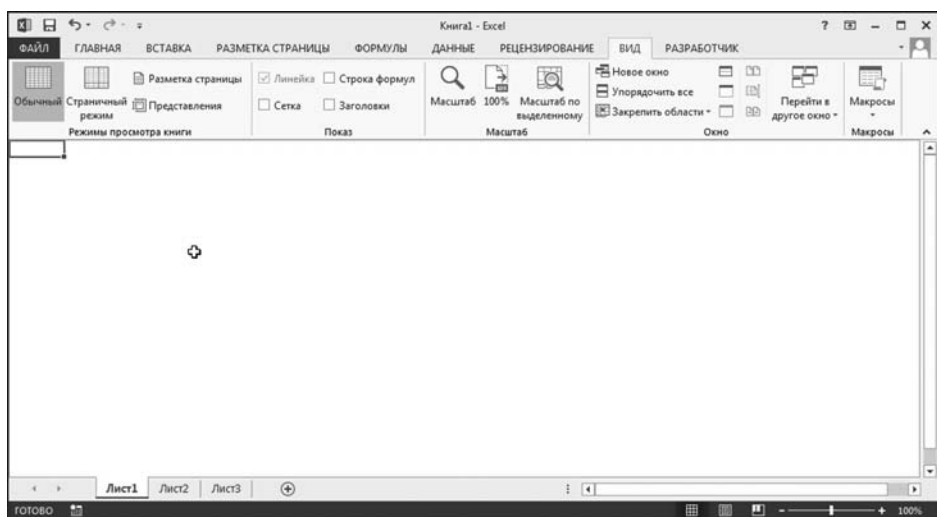 Книга1 - Excel
?
ФАЙЛ ГЛАВНАЯ ВСТАВКА РАЗМЕТКА СТРАНИЦЫ ФОРМУЛЫ ДАННЫЕ РЕЦЕНЗИРОВАНИЕ ВИД РАЗРАБОТЧИК
Обычный
Страничный режим
Разметка страницы
Представления
Режимы просмотра книги
Линейка
Строка формул
Сетка
Заголовки
Показ
Масштаб
100%
Масштаб по выделенному
Масштаб
Новое окно
Упорядочить все
Закрепить области
Перейти в другое окно
Окно
Макросы
Макросы
Лист1 Лист2 Лист3
ГОТОВО
100%